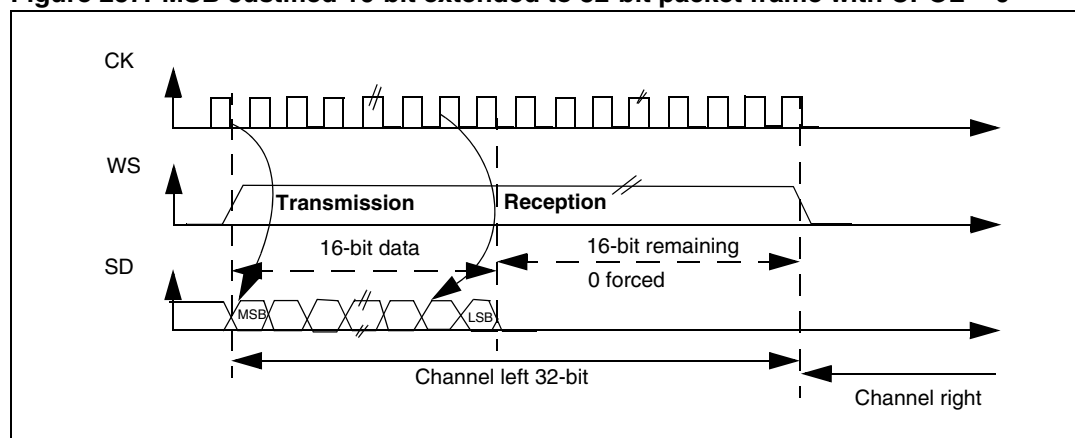 CK
WS
Transmission Reception
16-bit data 16-bit remaining
SD 0 forced
MSB LSB
Channel left 32-bit
Channel right